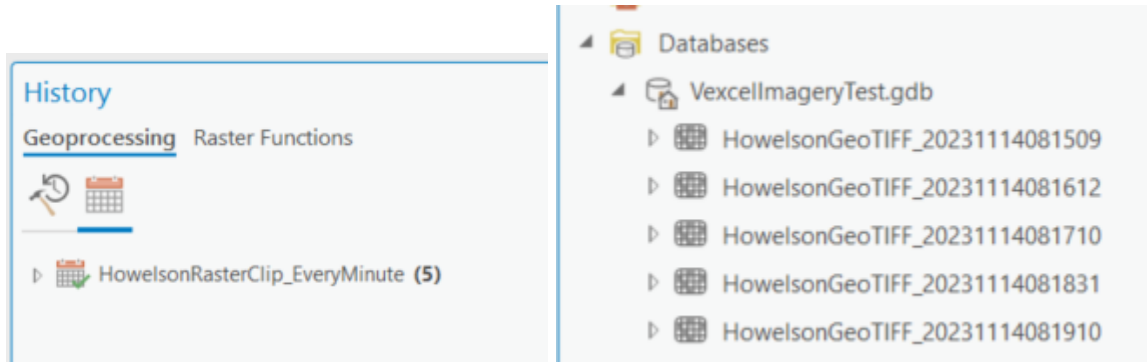 History
Geoprocessing Raster Functions
HowelsonRasterClip_EveryMinute (5)
Databases
VexcelImageryTest.gdb
HowelsonGeoTIFF_20231114081509
HowelsonGeoTIFF_20231114081612
HowelsonGeoTIFF_20231114081710
HowelsonGeoTIFF_20231114081831
HowelsonGeoTIFF_20231114081910